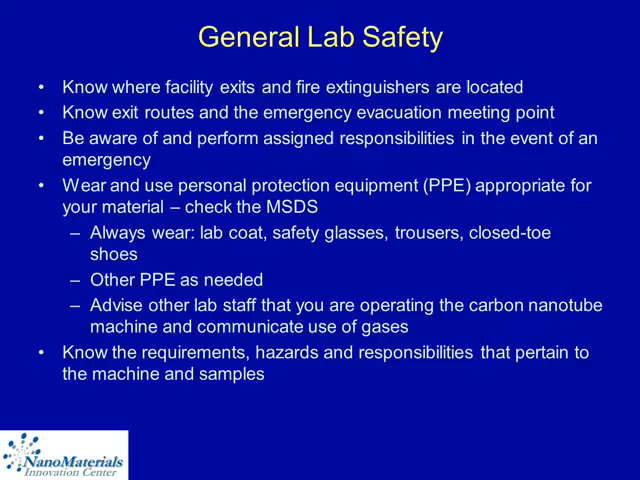 General Lab Safety
• Know where facility exits and fire extinguishers are located
• Know exit routes and the emergency evacuation meeting point
• Be aware of and perform assigned responsibilities in the event of an
emergency
• Wear and use personal protection equipment (PPE) appropriate for
your material – check the MSDS
– Always wear: lab coat, safety glasses, trousers, closed-toe
shoes
– Other PPE as needed
– Advise other lab staff that you are operating the carbon nanotube
machine and communicate use of gases
• Know the requirements, hazards and responsibilities that pertain to
the machine and samples
NanoMaterials
Innovation Center